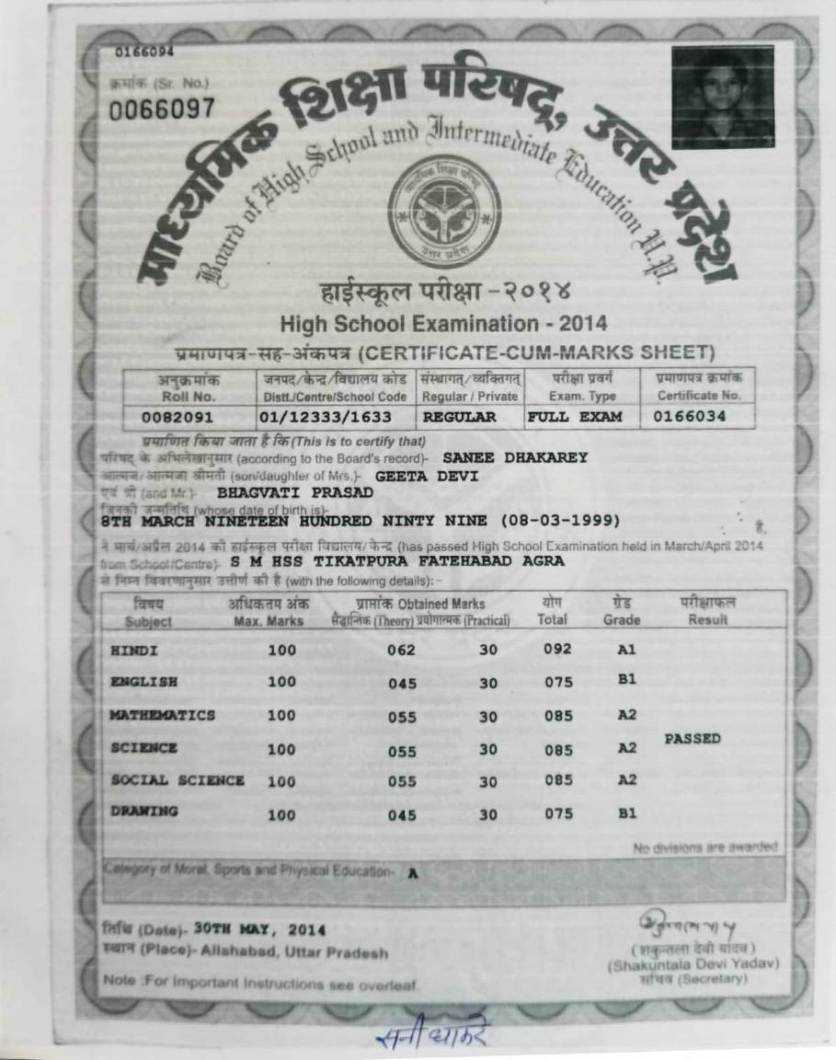 0166094
क्रमांक (Sr. No.)
0066097
माध्यमिक शिक्षा परिषद्, उत्तर प्रदेश
Board of High School and Intermediate Education U.P.
माध्यमिक शिक्षा परिषद्
उत्तर प्रदेश
हाईस्कूल परीक्षा -२०१४
High School Examination - 2014
प्रमाणपत्र-सह-अंकपत्र (CERTIFICATE-CUM-MARKS SHEET)
अनुक्रमांक जनपद/केन्द्र/विद्यालय कोड संस्थागत/व्यक्तिगत परीक्षा प्रवर्ग प्रमाणपत्र क्रमांक
Roll No. Distt./Centre/School Code Regular / Private Exam. Type Certificate No.
0082091 01/12333/1633 REGULAR FULL EXAM 0166034
प्रमाणित किया जाता है कि (This is to certify that)
परिषद् के अभिलेखानुसार (according to the Board's record)- SANEE DHAKAREY
आत्मज/आत्मजा श्रीमती (son/daughter of Mrs.)- GEETA DEVI
एवं श्री (and Mr.)- BHAGVATI PRASAD
जिनकी जन्मतिथि (whose date of birth is)-
8TH MARCH NINETEEN HUNDRED NINTY NINE (08-03-1999) है,
ने मार्च/अप्रैल 2014 की हाईस्कूल परीक्षा विद्यालय/केन्द्र (has passed High School Examination held in March/April 2014
from School/Centre)- S M HSS TIKATPURA FATEHABAD AGRA
से निम्न विवरणानुसार उत्तीर्ण की है (with the following details):-
विषय अधिकतम अंक प्राप्तांक Obtained Marks योग ग्रेड परीक्षाफल
Subject Max. Marks सैद्धान्तिक (Theory) प्रयोगात्मक (Practical) Total Grade Result
HINDI 100 062 30 092 A1
ENGLISH 100 045 30 075 B1
MATHEMATICS 100 055 30 085 A2
PASSED
SCIENCE 100 055 30 085 A2
SOCIAL SCIENCE 100 055 30 085 A2
DRAWING 100 045 30 075 B1
No divisions are awarded
Category of Moral, Sports and Physical Education- A
तिथि (Date)- 30TH MAY, 2014
स्थान (Place)- Allahabad, Uttar Pradesh
(शकुन्तला देवी यादव)
(Shakuntala Devi Yadav)
सचिव (Secretary)
Note :For Important Instructions see overleaf
सनी धाकरे